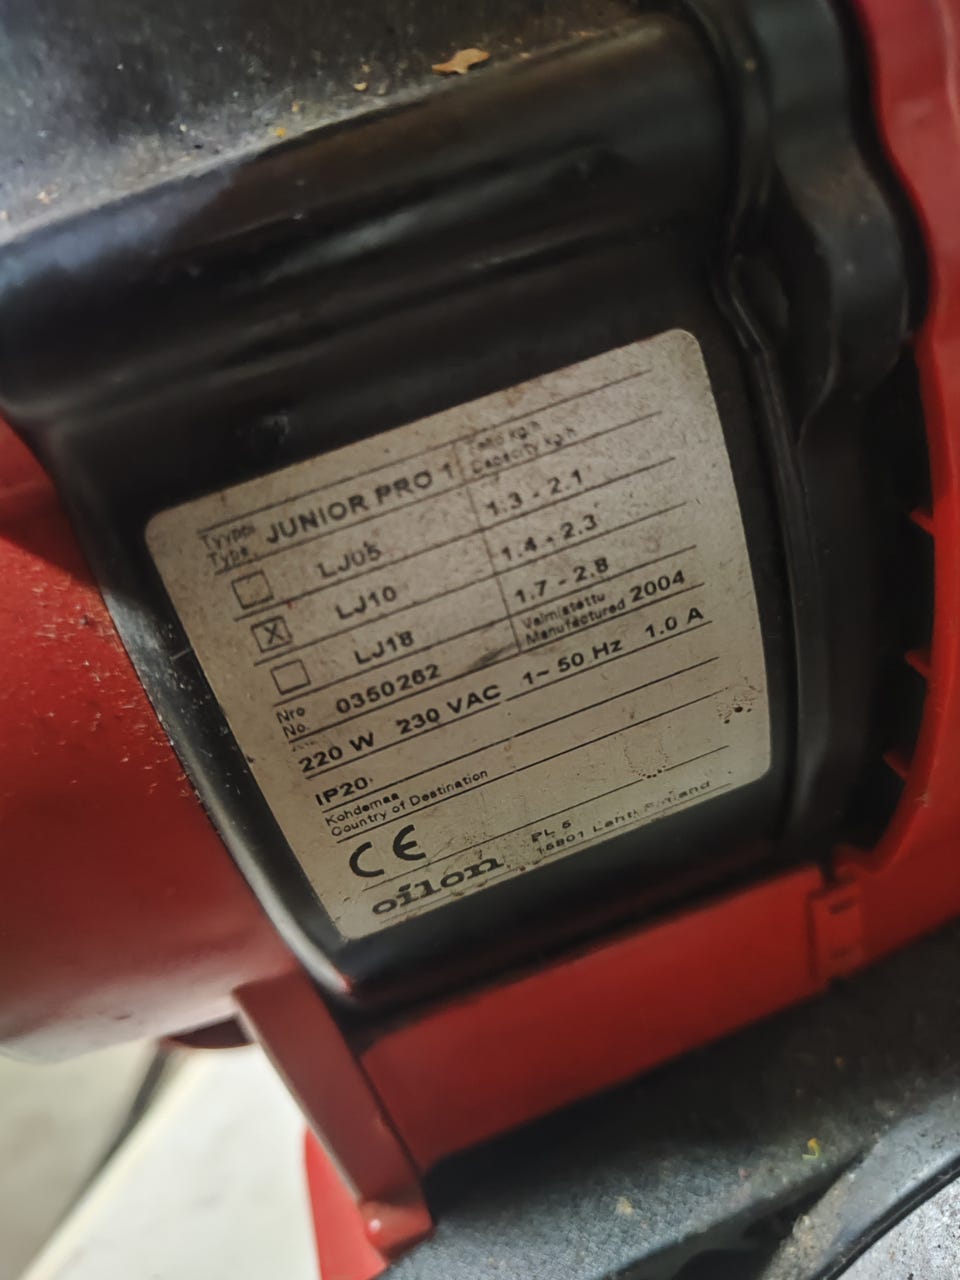 Tyyppi
Type JUNIOR PRO 1 Teho kg/h
Capacity kg/h
LJ05 1.3 - 2.1
X LJ10 1.4 - 2.3
LJ18 1.7 - 2.8
Nro
No. 0350262 Valmistettu
Manufactured 2004
220 W 230 VAC 1~ 50 Hz 1.0 A
IP20
Kohdemaa
Country of Destination
CE
oilon PL 5
15801 Lahti Finland